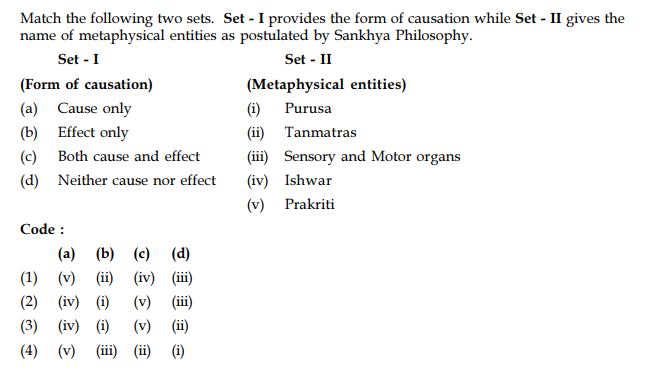 Match the following two sets. Set - I provides the form of causation while Set - II gives the
name of metaphysical entities as postulated by Sankhya Philosophy.
Set - I Set - II
(Form of causation) (Metaphysical entities)
(a) Cause only (i) Purusa
(b) Effect only (ii) Tanmatras
(c) Both cause and effect (iii) Sensory and Motor organs
(d) Neither cause nor effect (iv) Ishwar
(v) Prakriti
Code :
(a) (b) (c) (d)
(1) (v) (ii) (iv) (iii)
(2) (iv) (i) (v) (iii)
(3) (iv) (i) (v) (ii)
(4) (v) (iii) (ii) (i)